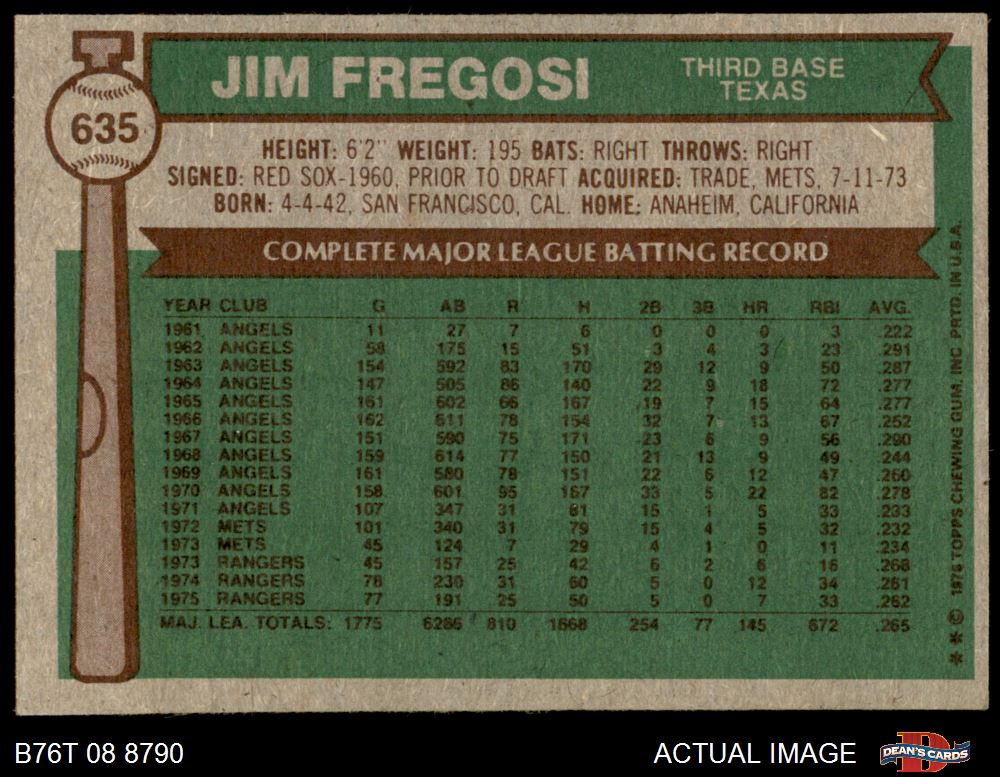 JIM FREGOSI
THIRD BASE
TEXAS
635
HEIGHT: 6'2" WEIGHT: 195 BATS: RIGHT THROWS: RIGHT
SIGNED: RED SOX-1960, PRIOR TO DRAFT ACQUIRED: TRADE, METS, 7-11-73
BORN: 4-4-42, SAN FRANCISCO, CAL. HOME: ANAHEIM, CALIFORNIA
COMPLETE MAJOR LEAGUE BATTING RECORD
YEAR CLUB G AB R H 2B 3B HR RBI AVG.
1961 ANGELS 11 27 7 6 0 0 0 3 .222
1962 ANGELS 58 175 15 51 3 4 3 23 .291
1963 ANGELS 154 592 83 170 29 12 9 50 .287
1964 ANGELS 147 505 86 140 22 9 18 72 .277
1965 ANGELS 161 602 66 167 19 7 15 64 .277
1966 ANGELS 162 611 78 154 32 7 13 67 .252
1967 ANGELS 151 590 75 171 23 6 9 56 .290
1968 ANGELS 159 614 77 150 21 13 9 49 .244
1969 ANGELS 161 580 78 151 22 6 12 47 .260
1970 ANGELS 158 601 95 167 33 5 22 82 .278
1971 ANGELS 107 347 31 81 15 1 5 33 .233
1972 METS 101 340 31 79 15 4 5 32 .232
1973 METS 45 124 7 29 4 1 0 11 .234
1973 RANGERS 45 157 25 42 6 2 6 16 .268
1974 RANGERS 78 230 31 60 5 0 12 34 .261
1975 RANGERS 77 191 25 50 5 0 7 33 .262
MAJ. LEA. TOTALS: 1775 6286 810 1668 254 77 145 672 .265
* * © 1976 TOPPS CHEWING GUM, INC. PRTD. IN U.S.A.
B76T 08 8790
ACTUAL IMAGE
D
DEAN'S CARDS